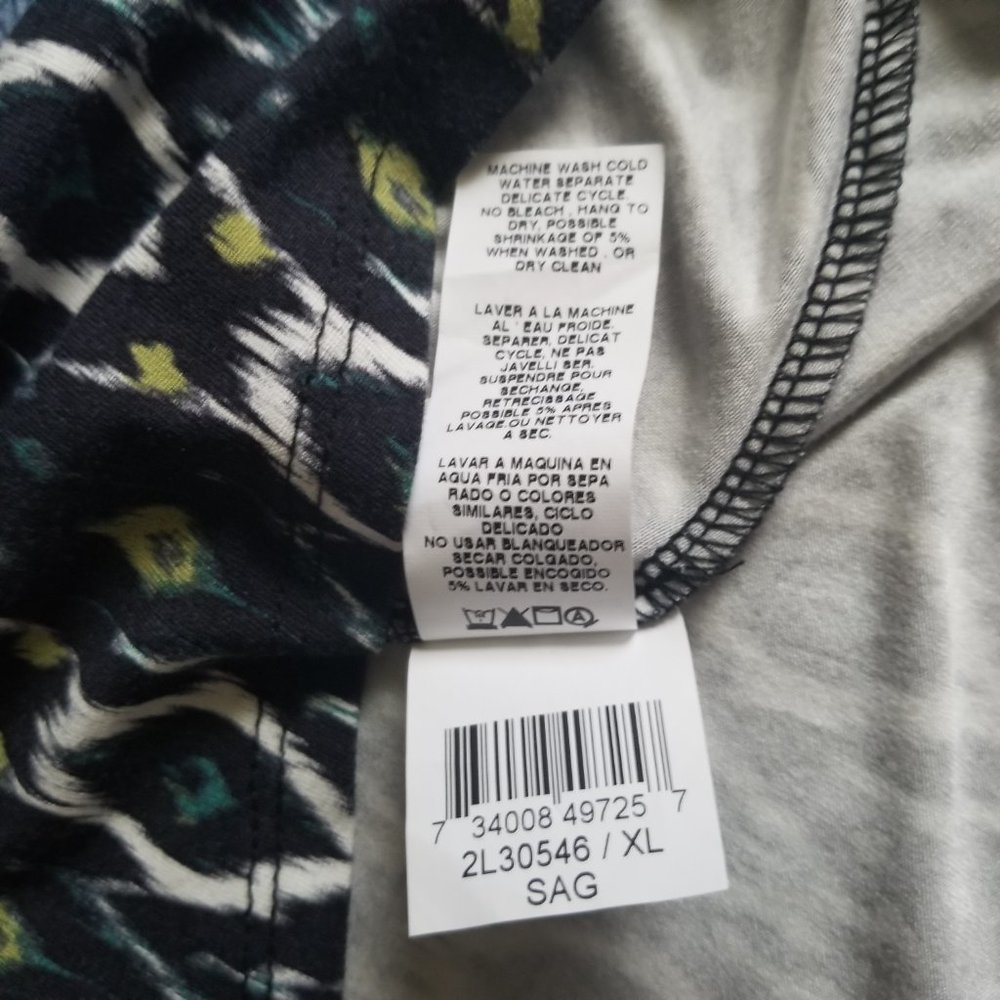 MACHINE WASH COLD
WATER SEPARATE
DELICATE CYCLE.
NO BLEACH , HANG TO
DRY, POSSIBLE
SHRINKAGE OF 5%
WHEN WASHED , OR
DRY CLEAN
LAVER A LA MACHINE
AL ' EAU FROIDE.
SEPARER, DELICAT
CYCLE, NE PAS
JAVELLI SER.
SUSPENDRE POUR
SECHANGE,
RETRECISSAGE
POSSIBLE 5% APRES
LAVAGE.OU NETTOYER
A SEC.
LAVAR A MAQUINA EN
AQUA FRIA POR SEPA
RADO O COLORES
SIMILARES, CICLO
DELICADO
NO USAR BLANQUEADOR
SECAR COLGADO,
POSSIBLE ENCOGIDO
5% LAVAR EN SECO.
A
7 34008 49725 7
2L30546 / XL
SAG